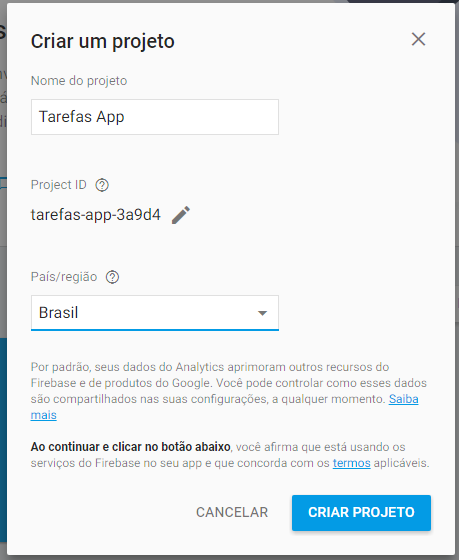 Criar um projeto
Nome do projeto
Tarefas App
Project ID
tarefas-app-3a9d4
País/região
Brasil
Por padrão, seus dados do Analytics aprimoram outros recursos do
Firebase e de produtos do Google. Você pode controlar como esses dados
são compartilhados nas suas configurações, a qualquer momento. Saiba
mais
Ao continuar e clicar no botão abaixo, você afirma que está usando os
serviços do Firebase no seu app e que concorda com os termos aplicáveis.
CANCELAR CRIAR PROJETO